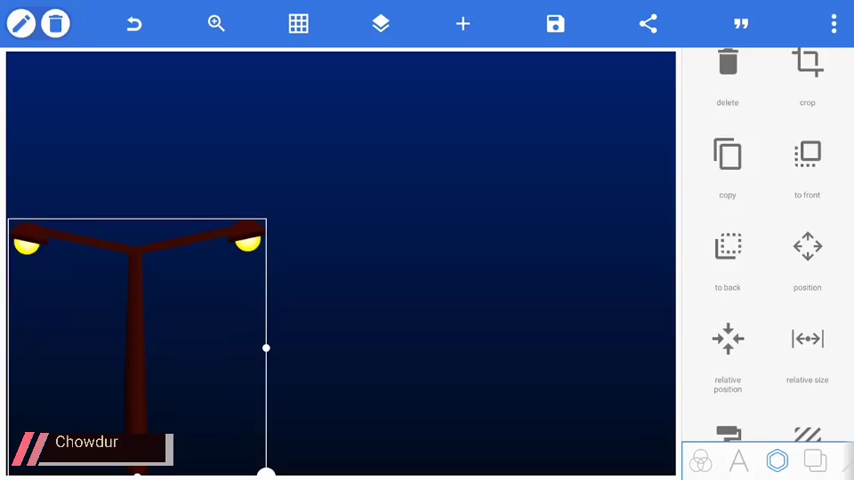 delete
crop
copy
to front
to back
position
relative
position
relative size
Chowdur